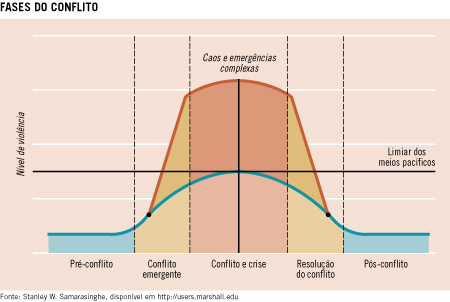 FASES DO CONFLITO
Caos e emergências
complexas
Nível de violência
Limiar dos
meios pacíficos
Pré-conflito
Conflito
emergente
Conflito e crise
Resolução
do conflito
Pós-conflito
Fonte: Stanley W. Samarasinghe, disponível em http://users.marshall.edu